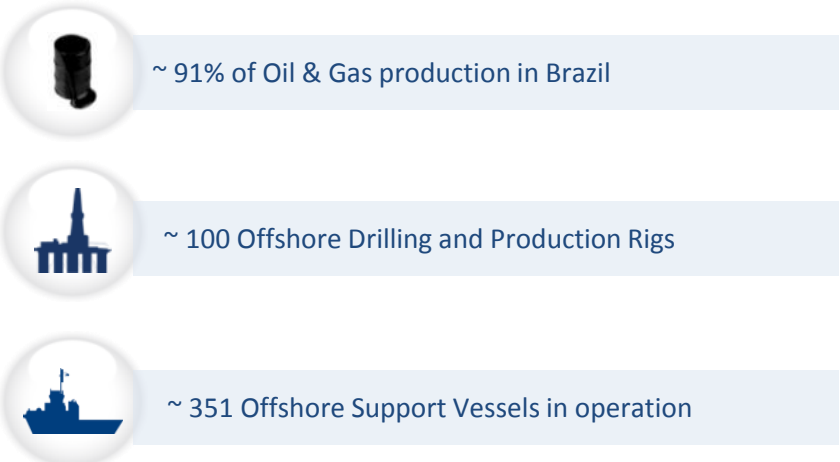 ~ 91% of Oil & Gas production in Brazil
~ 100 Offshore Drilling and Production Rigs
~ 351 Offshore Support Vessels in operation